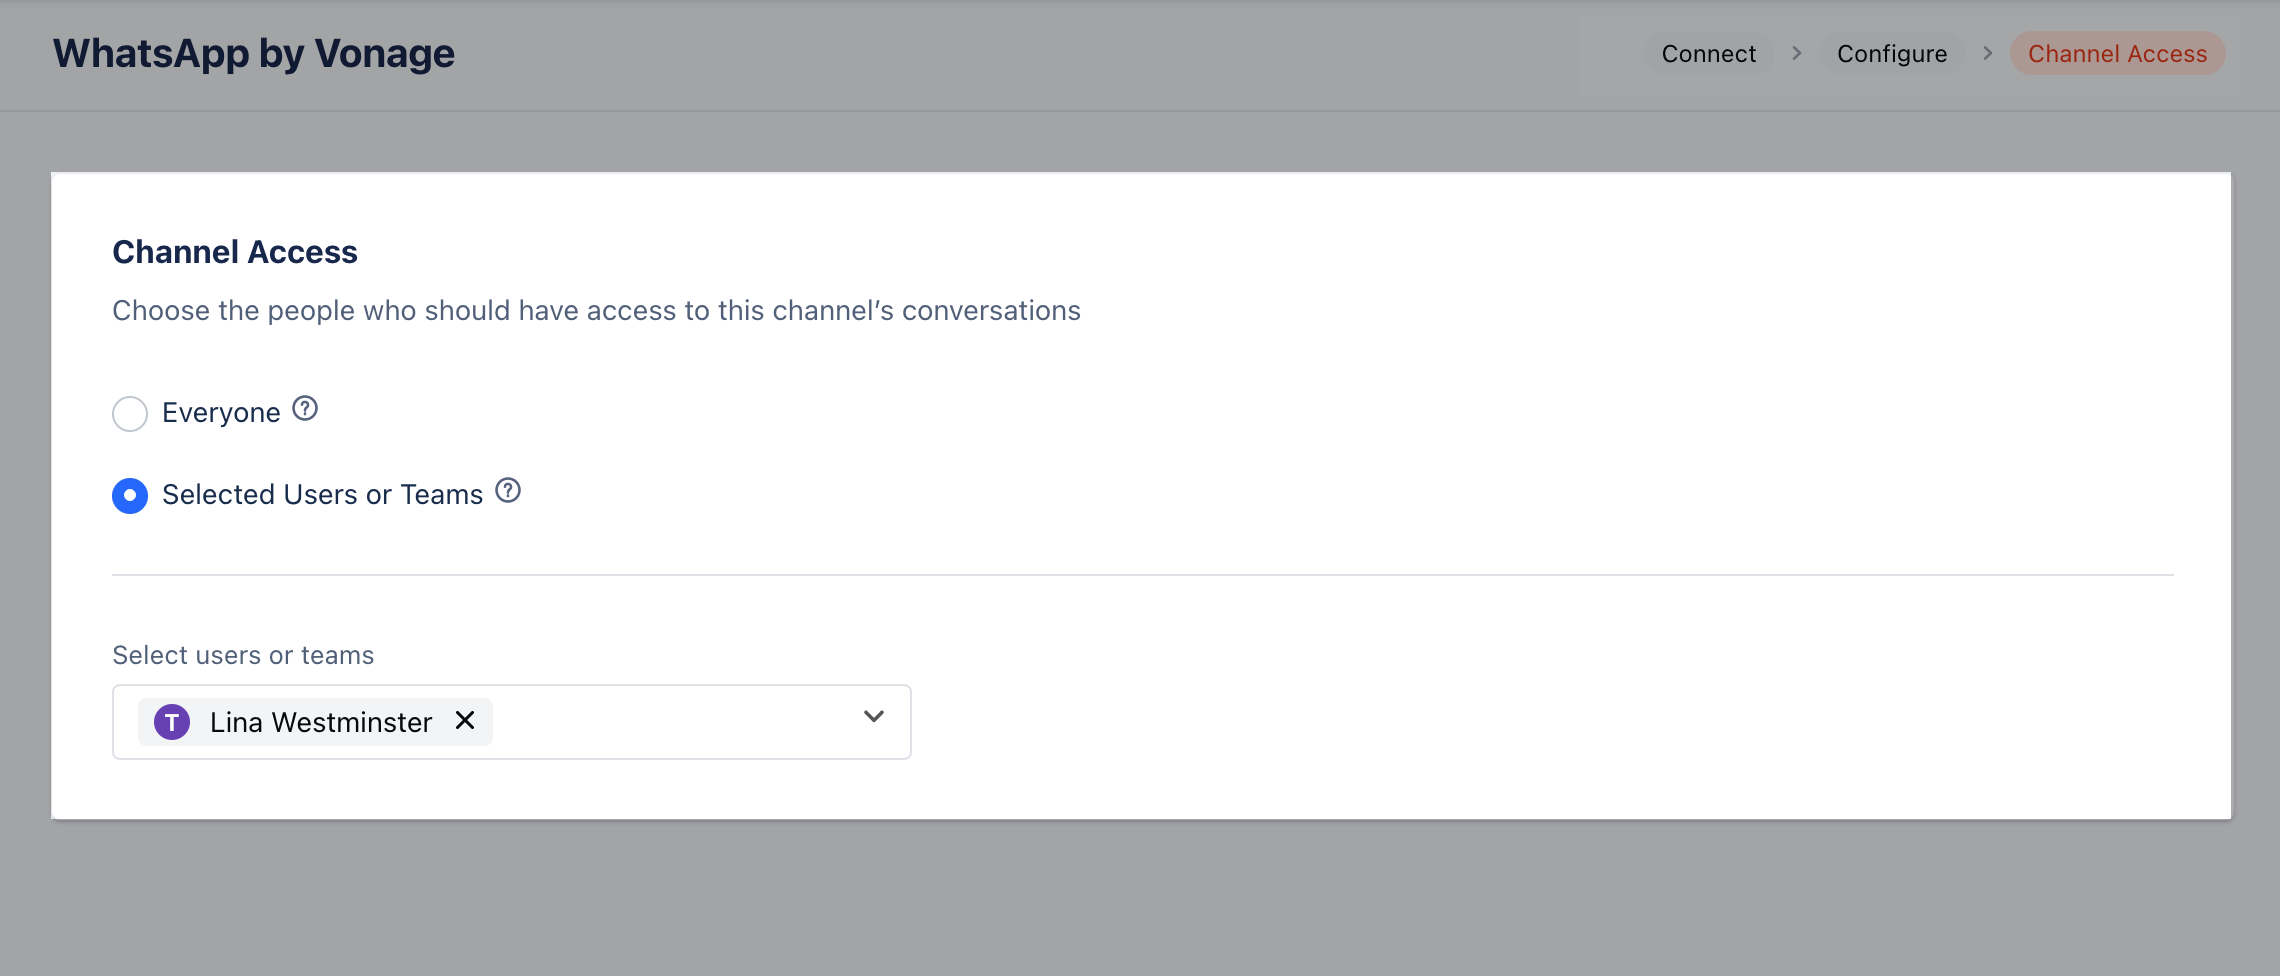 WhatsApp by Vonage
Connect > Configure > Channel Access
Channel Access
Choose the people who should have access to this channel’s conversations
Everyone ?
Selected Users or Teams ?
Select users or teams
T Lina Westminster